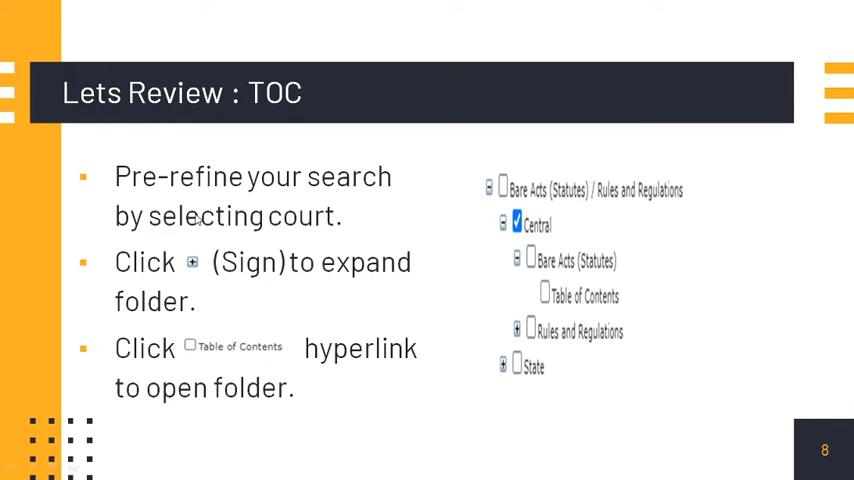 Lets Review : TOC
Pre-refine your search
by selecting court.
Click (Sign) to expand
folder.
Click Table of Contents hyperlink
to open folder.
Bare Acts (Statutes) / Rules and Regulations
Central
Bare Acts (Statutes)
Table of Contents
Rules and Regulations
State
8